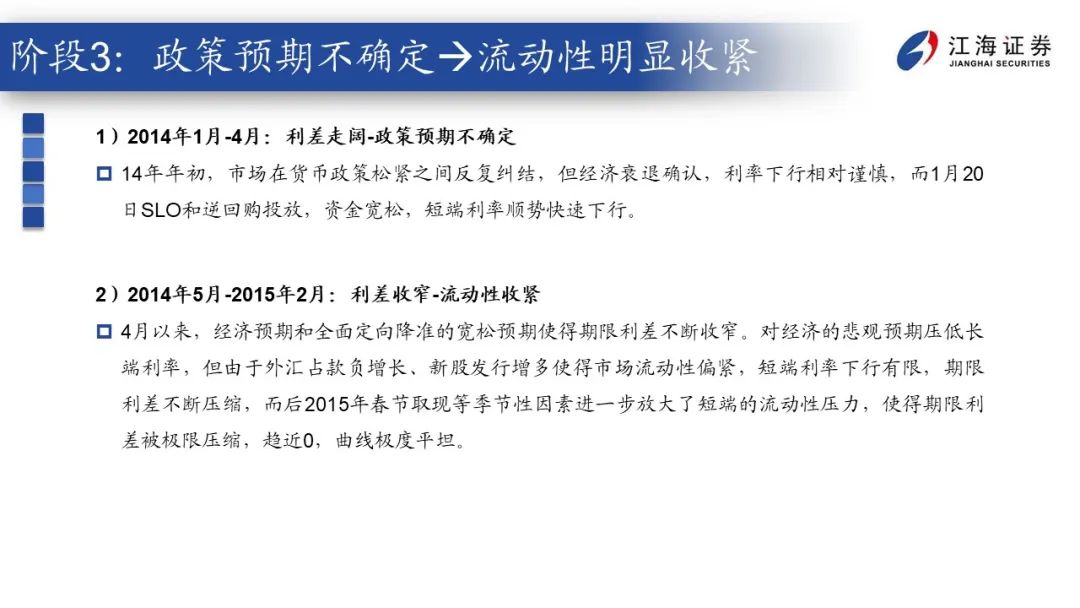 阶段3：政策预期不确定→流动性明显收紧
江海证券
JIANGHAI SECURITIES
1）2014年1月-4月：利差走阔-政策预期不确定
14年年初，市场在货币政策松紧之间反复纠结，但经济衰退确认，利率下行相对谨慎，而1月20
日SLO和逆回购投放，资金宽松，短端利率顺势快速下行。
2）2014年5月-2015年2月：利差收窄-流动性收紧
4月以来，经济预期和全面定向降准的宽松预期使得期限利差不断收窄。对经济的悲观预期压低长
端利率，但由于外汇占款负增长、新股发行增多使得市场流动性偏紧，短端利率下行有限，期限
利差不断压缩，而后2015年春节取现等季节性因素进一步放大了短端的流动性压力，使得期限利
差被极限压缩，趋近0，曲线极度平坦。